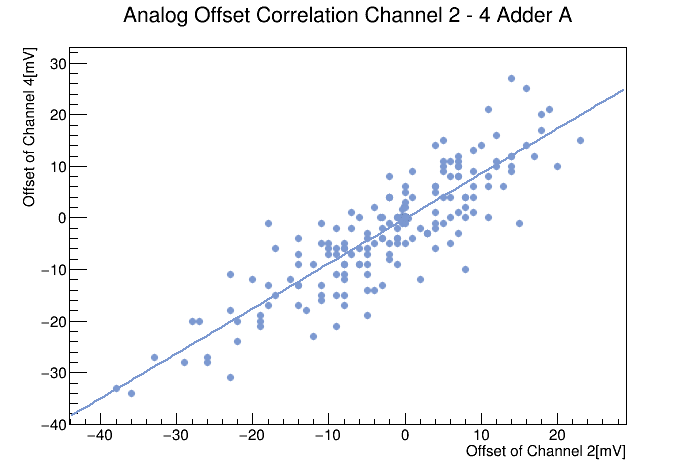 Analog Offset Correlation Channel 2 - 4 Adder A
Offset of Channel 4[mV]
30
20
10
0
−10
−20
−30
−40
−40 −30 −20 −10 0 10 20
Offset of Channel 2[mV]